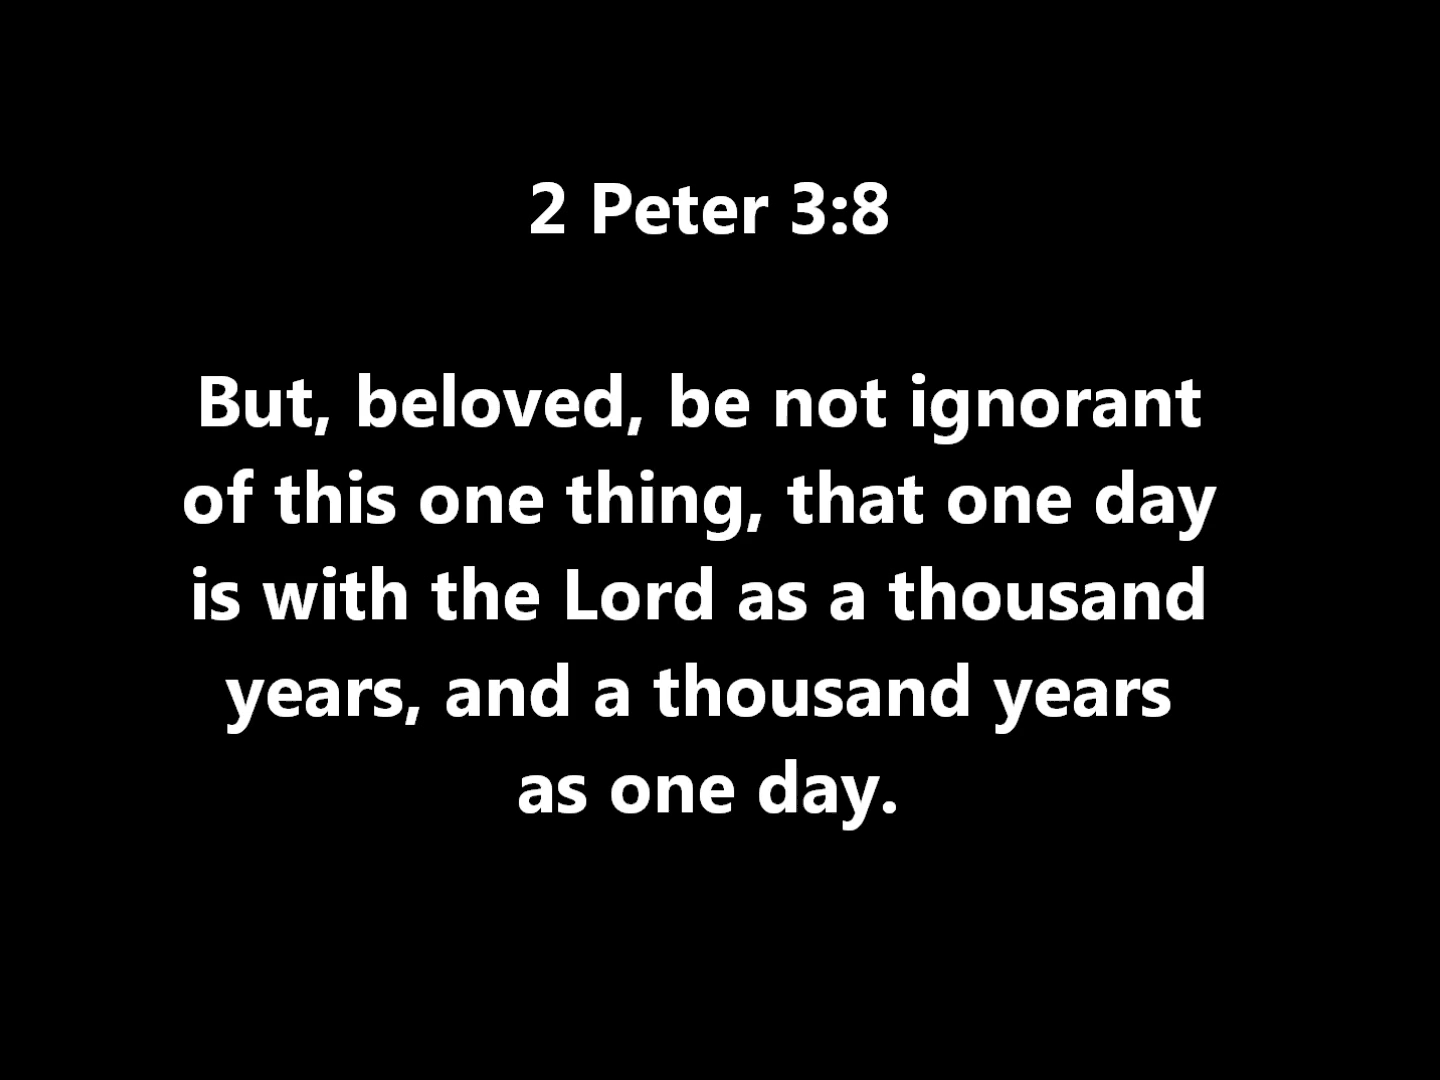 2 Peter 3:8
But, beloved, be not ignorant
of this one thing, that one day
is with the Lord as a thousand
years, and a thousand years
as one day.